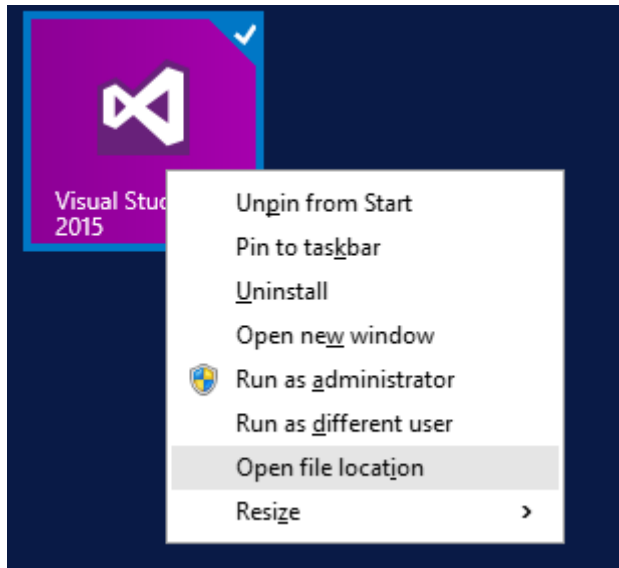 Visual Stud
2015
Unpin from Start
Pin to taskbar
Uninstall
Open new window
Run as administrator
Run as different user
Open file location
Resize